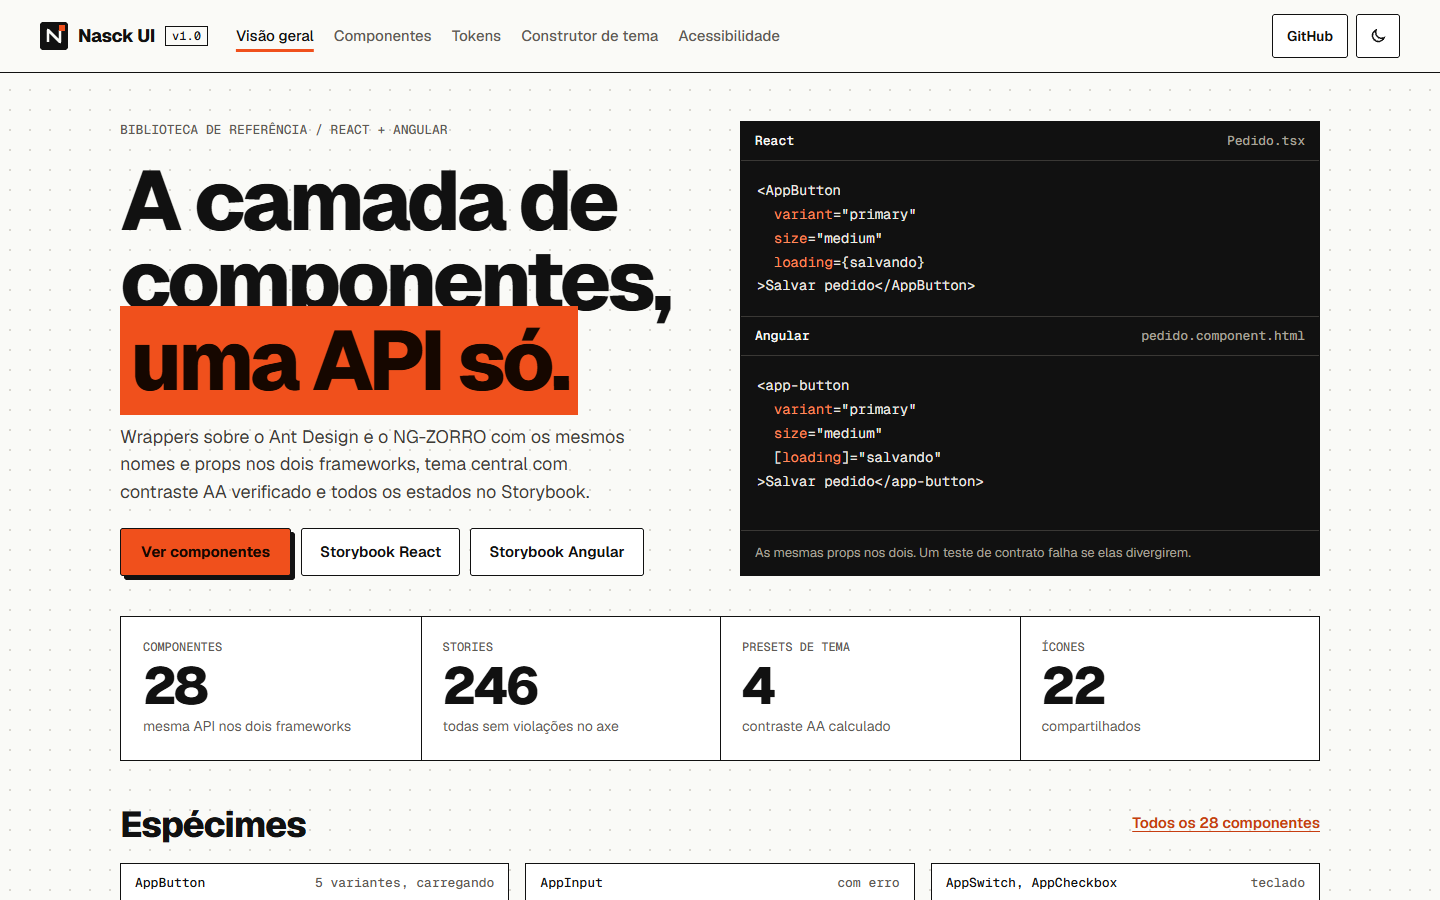 Nasck UI v1.0 Visão geral Componentes Tokens Construtor de tema Acessibilidade GitHub
BIBLIOTECA DE REFERÊNCIA / REACT + ANGULAR
A camada de
componentes,
uma API só.
Wrappers sobre o Ant Design e o NG-ZORRO com os mesmos
nomes e props nos dois frameworks, tema central com
contraste AA verificado e todos os estados no Storybook.
Ver componentes Storybook React Storybook Angular
React Pedido.tsx
<AppButton
variant="primary"
size="medium"
loading={salvando}
>Salvar pedido</AppButton>
Angular pedido.component.html
<app-button
variant="primary"
size="medium"
[loading]="salvando"
>Salvar pedido</app-button>
As mesmas props nos dois. Um teste de contrato falha se elas divergirem.
COMPONENTES
28
mesma API nos dois frameworks
STORIES
246
todas sem violações no axe
PRESETS DE TEMA
4
contraste AA calculado
ÍCONES
22
compartilhados
Espécimes Todos os 28 componentes
AppButton 5 variantes, carregando
AppInput com erro
AppSwitch, AppCheckbox teclado